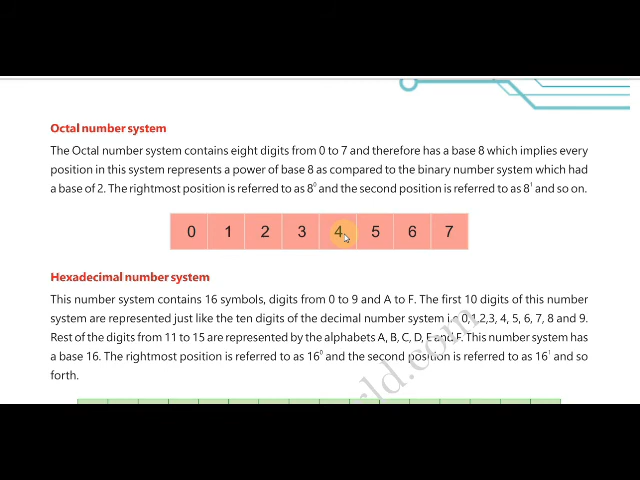 Octal number system
The Octal number system contains eight digits from 0 to 7 and therefore has a base 8 which implies every
position in this system represents a power of base 8 as compared to the binary number system which had
a base of 2. The rightmost position is referred to as 8⁰ and the second position is referred to as 8¹ and so on.
0 1 2 3 4 5 6 7
Hexadecimal number system
This number system contains 16 symbols, digits from 0 to 9 and A to F. The first 10 digits of this number
system are represented just like the ten digits of the decimal number system i.e 0,1,2,3, 4, 5, 6, 7, 8 and 9.
Rest of the digits from 11 to 15 are represented by the alphabets A, B, C, D, E and F. This number system has
a base 16. The rightmost position is referred to as 16⁰ and the second position is referred to as 16¹ and so
forth.
rld.com